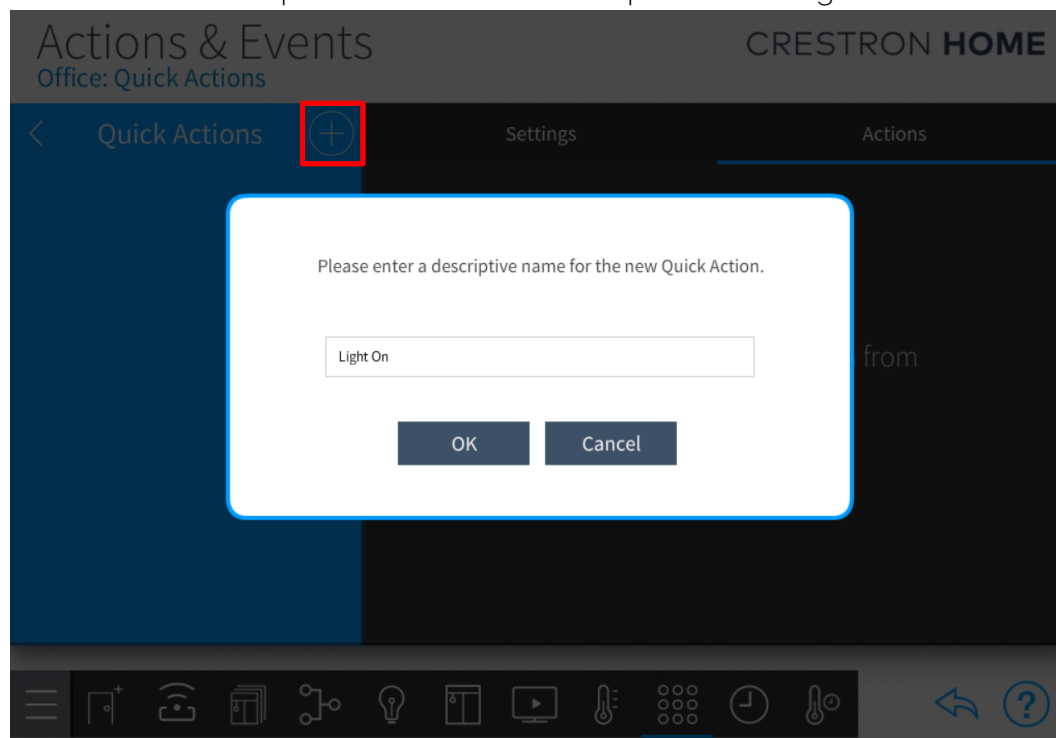 Actions & Events
CRESTRON HOME
Office: Quick Actions
Quick Actions
Settings
Actions
Please enter a descriptive name for the new Quick Action.
from
Light On
OK
Cancel
?